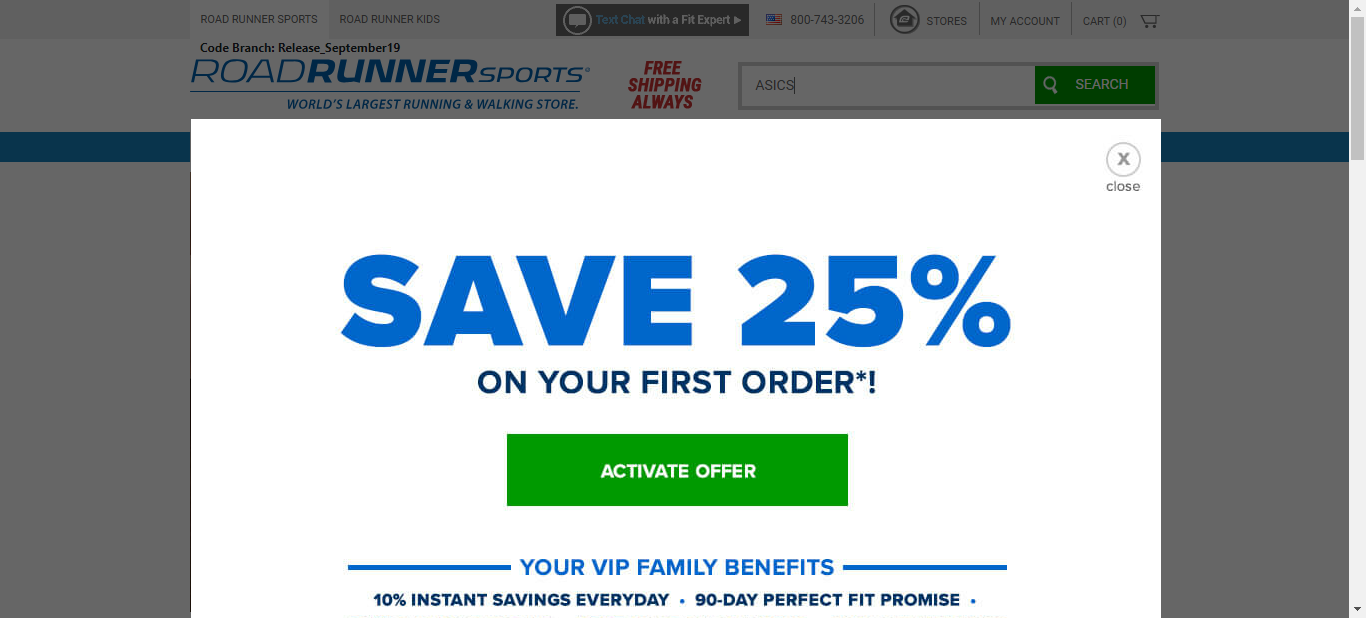 ROAD RUNNER SPORTS ROAD RUNNER KIDS Text Chat with a Fit Expert 800-743-3206 STORES MY ACCOUNT CART (0)
Code Branch: Release_September19
ROADRUNNERSPORTS
WORLD'S LARGEST RUNNING & WALKING STORE.
FREE
SHIPPING
ALWAYS
ASICS SEARCH
X
close
SAVE 25%
ON YOUR FIRST ORDER*!
ACTIVATE OFFER
YOUR VIP FAMILY BENEFITS
10% INSTANT SAVINGS EVERYDAY • 90-DAY PERFECT FIT PROMISE •